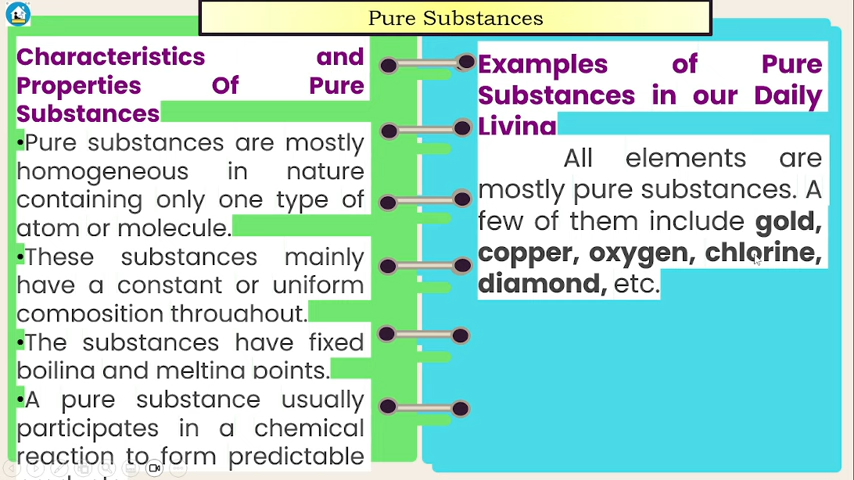 Pure Substances
Characteristics and
Properties Of Pure
Substances
•Pure substances are mostly
homogeneous in nature
containing only one type of
atom or molecule.
•These substances mainly
have a constant or uniform
composition throughout.
•The substances have fixed
boiling and melting points.
•A pure substance usually
participates in a chemical
reaction to form predictable
Examples of Pure
Substances in our Daily
Living
All elements are
mostly pure substances. A
few of them include gold,
copper, oxygen, chlorine,
diamond, etc.